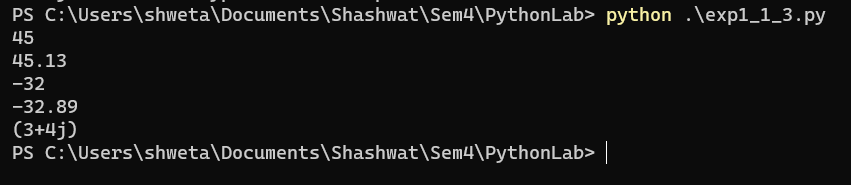 PS C:\Users\shweta\Documents\Shashwat\Sem4\PythonLab> python .\exp1_1_3.py
45
45.13
-32
-32.89
(3+4j)
PS C:\Users\shweta\Documents\Shashwat\Sem4\PythonLab>